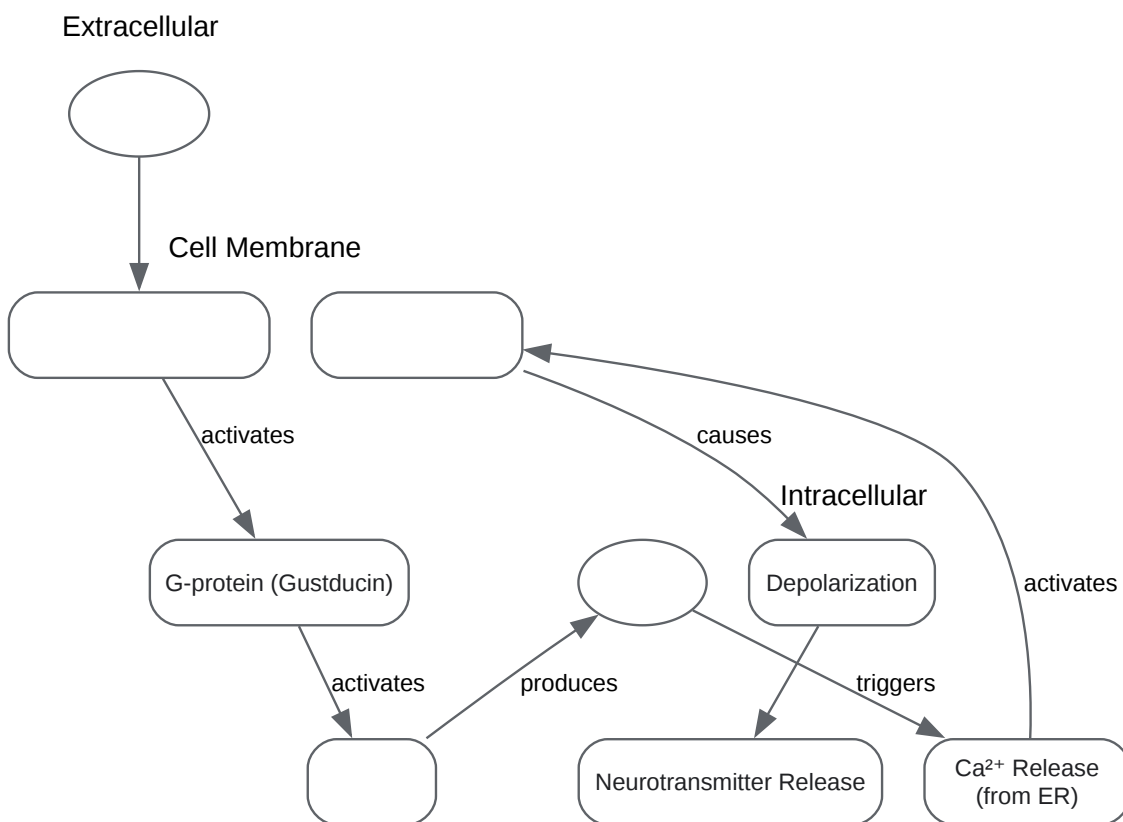 Extracellular
Cell Membrane
activates
causes
Intracellular
G-protein (Gustducin)
Depolarization
activates
activates
produces
triggers
Neurotransmitter Release
Ca²⁺ Release
(from ER)